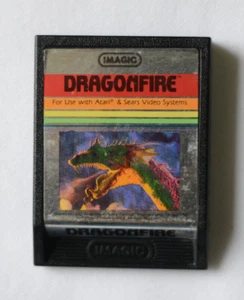 IMAGIC
DRAGONFIRE
For Use with Atari® & Sears Video Systems
DRAGONFIRE
IMAGIC